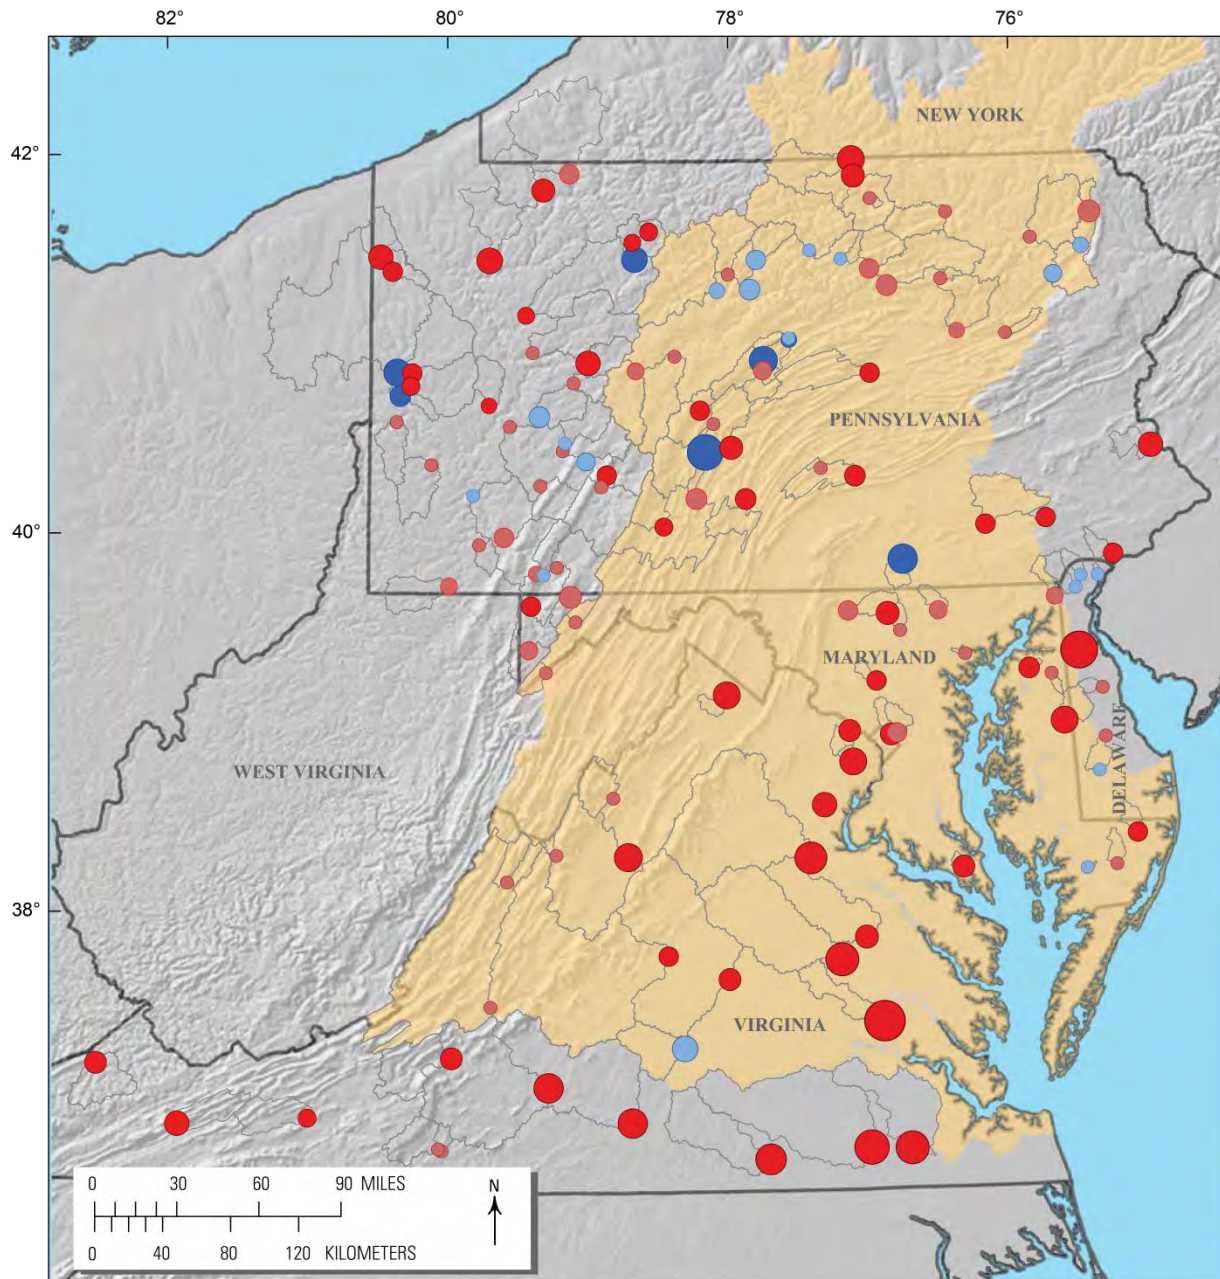 82° 80° 78° 76°
NEW YORK
42°
PENNSYLVANIA
40°
MARYLAND
WEST VIRGINIA
DELAWARE
38°
VIRGINIA
0 30 60 90 MILES
N
0 40 80 120 KILOMETERS